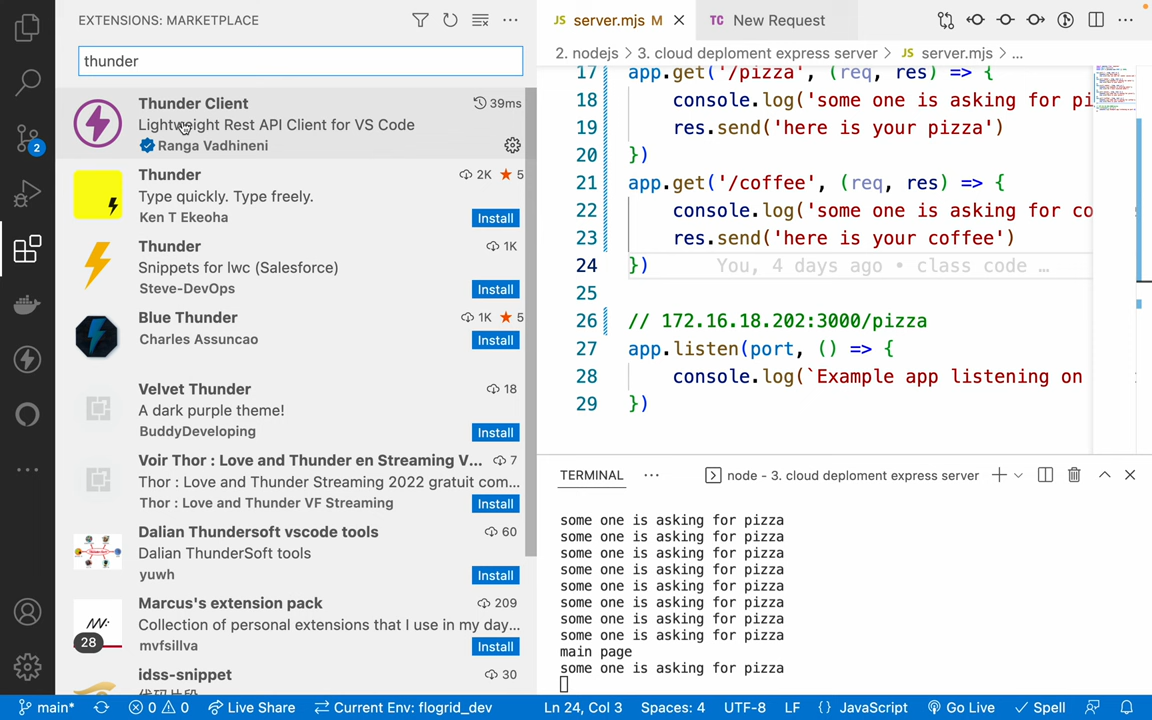 EXTENSIONS: MARKETPLACE
thunder
Thunder Client
39ms
Lightweight Rest API Client for VS Code
Ranga Vadhineni
Thunder
2K ★ 5
Type quickly. Type freely.
Ken T Ekeoha
Install
Thunder
1K
Snippets for lwc (Salesforce)
Steve-DevOps
Install
Blue Thunder
1K ★ 5
Charles Assuncao
Install
Velvet Thunder
18
A dark purple theme!
BuddyDeveloping
Install
Voir Thor : Love and Thunder en Streaming V...
7
Thor : Love and Thunder Streaming 2022 gratuit com...
Thor : Love and Thunder VF Streaming
Install
Dalian Thundersoft vscode tools
60
Dalian ThunderSoft tools
yuwh
Install
Marcus's extension pack
209
Collection of personal extensions that I use in my day...
28
mvfsillva
Install
idss-snippet
30
2
JS server.mjs M
TC New Request
2. nodejs > 3. cloud deploment express server > JS server.mjs > ...
17 app.get('/pizza', (req, res) => {
18 console.log('some one is asking for pi
19 res.send('here is your pizza')
20 })
21 app.get('/coffee', (req, res) => {
22 console.log('some one is asking for co
23 res.send('here is your coffee')
24 }) You, 4 days ago • class code …
25
26 // 172.16.18.202:3000/pizza
27 app.listen(port, () => {
28 console.log(`Example app listening on
29 })
TERMINAL
node - 3. cloud deploment express server
some one is asking for pizza
some one is asking for pizza
some one is asking for pizza
some one is asking for pizza
some one is asking for pizza
some one is asking for pizza
some one is asking for pizza
some one is asking for pizza
main page
some one is asking for pizza
main* 0 0 Live Share Current Env: flogrid_dev Ln 24, Col 3 Spaces: 4 UTF-8 LF {} JavaScript Go Live Spell